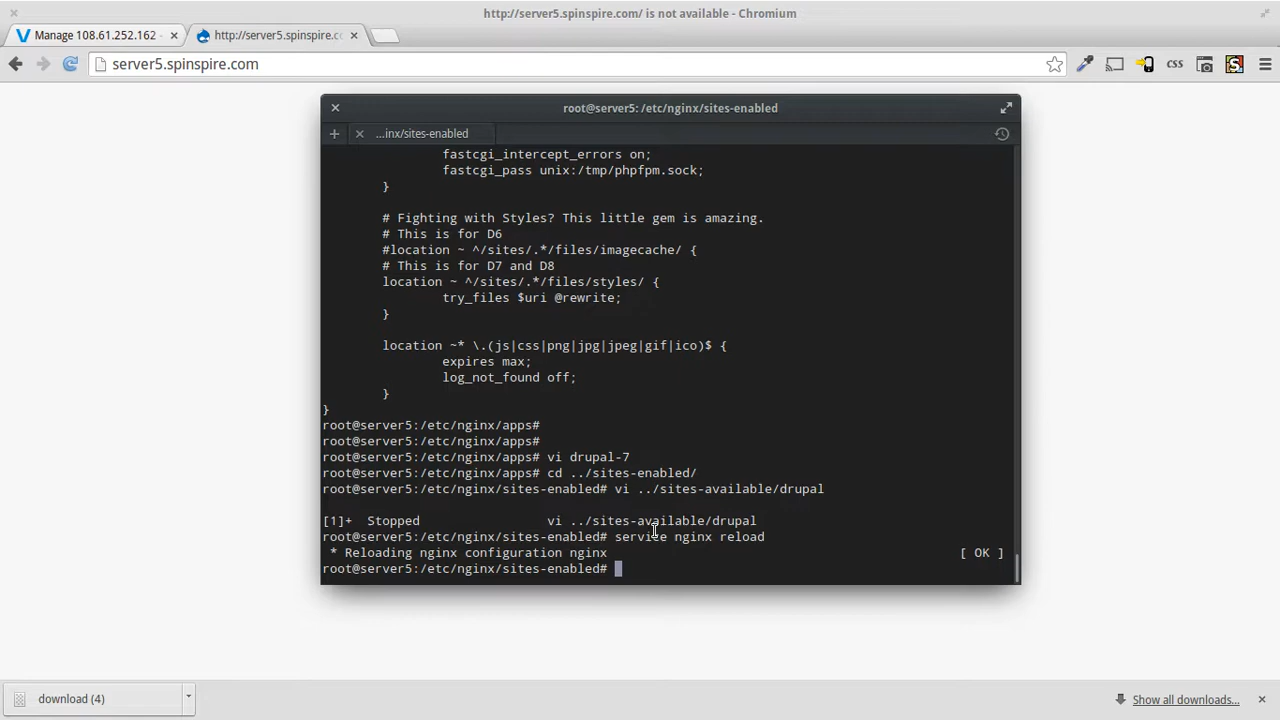 http://server5.spinspire.com/ is not available - Chromium
Manage 108.61.252.162
http://server5.spinspire.c
server5.spinspire.com
CSS
root@server5: /etc/nginx/sites-enabled
...inx/sites-enabled
fastcgi_intercept_errors on;
fastcgi_pass unix:/tmp/phpfpm.sock;
}
# Fighting with Styles? This little gem is amazing.
# This is for D6
#location ~ ^/sites/.*/files/imagecache/ {
# This is for D7 and D8
location ~ ^/sites/.*/files/styles/ {
try_files $uri @rewrite;
}
location ~* \.(js|css|png|jpg|jpeg|gif|ico)$ {
expires max;
log_not_found off;
}
}
root@server5:/etc/nginx/apps#
root@server5:/etc/nginx/apps#
root@server5:/etc/nginx/apps# vi drupal-7
root@server5:/etc/nginx/apps# cd ../sites-enabled/
root@server5:/etc/nginx/sites-enabled# vi ../sites-available/drupal
[1]+  Stopped                 vi ../sites-available/drupal
root@server5:/etc/nginx/sites-enabled# service nginx reload
* Reloading nginx configuration nginx [ OK ]
root@server5:/etc/nginx/sites-enabled#
download (4)
Show all downloads...